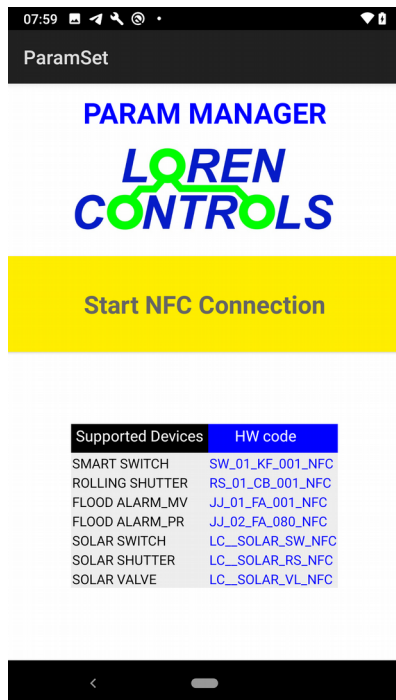 07:59
ParamSet
PARAM MANAGER
LOREN
CONTROLS
Start NFC Connection
Supported Devices HW code
SMART SWITCH SW_01_KF_001_NFC
ROLLING SHUTTER RS_01_CB_001_NFC
FLOOD ALARM_MV JJ_01_FA_001_NFC
FLOOD ALARM_PR JJ_02_FA_080_NFC
SOLAR SWITCH LC__SOLAR_SW_NFC
SOLAR SHUTTER LC__SOLAR_RS_NFC
SOLAR VALVE LC__SOLAR_VL_NFC